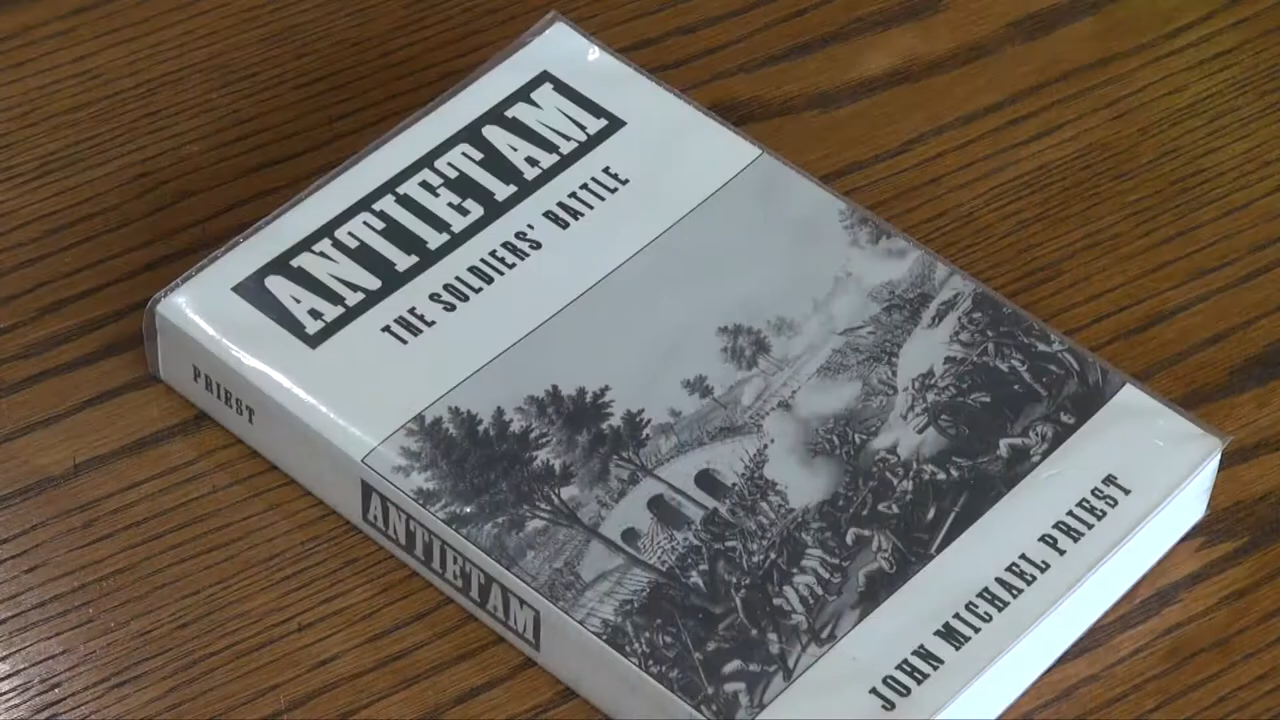 ANTIETAM
THE SOLDIERS' BATTLE
JOHN MICHAEL PRIEST
PRIEST
ANTIETAM